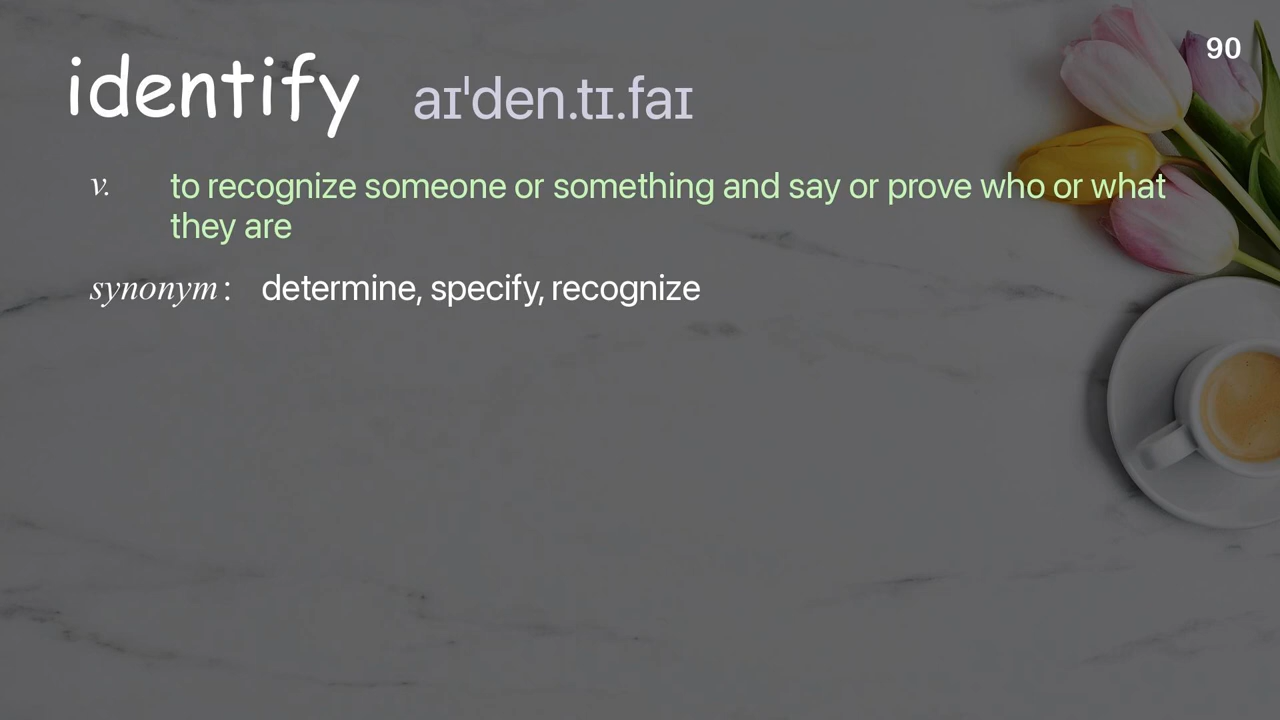 90
identify aɪˈden.tɪ.faɪ
v. to recognize someone or something and say or prove who or what
they are
synonym: determine, specify, recognize